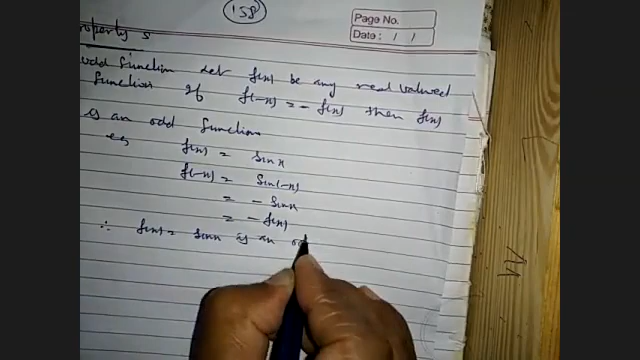 158
Page No.
Date : / /
Property 5
odd function Let f(x) be any real valued
function If f(-x) = - f(x) then f(x)
is an odd function
eg f(x) = Sin x
f(-x) = Sin(-x)
= - Sin x
= - f(x)
∴ f(x) = Sin x is an od